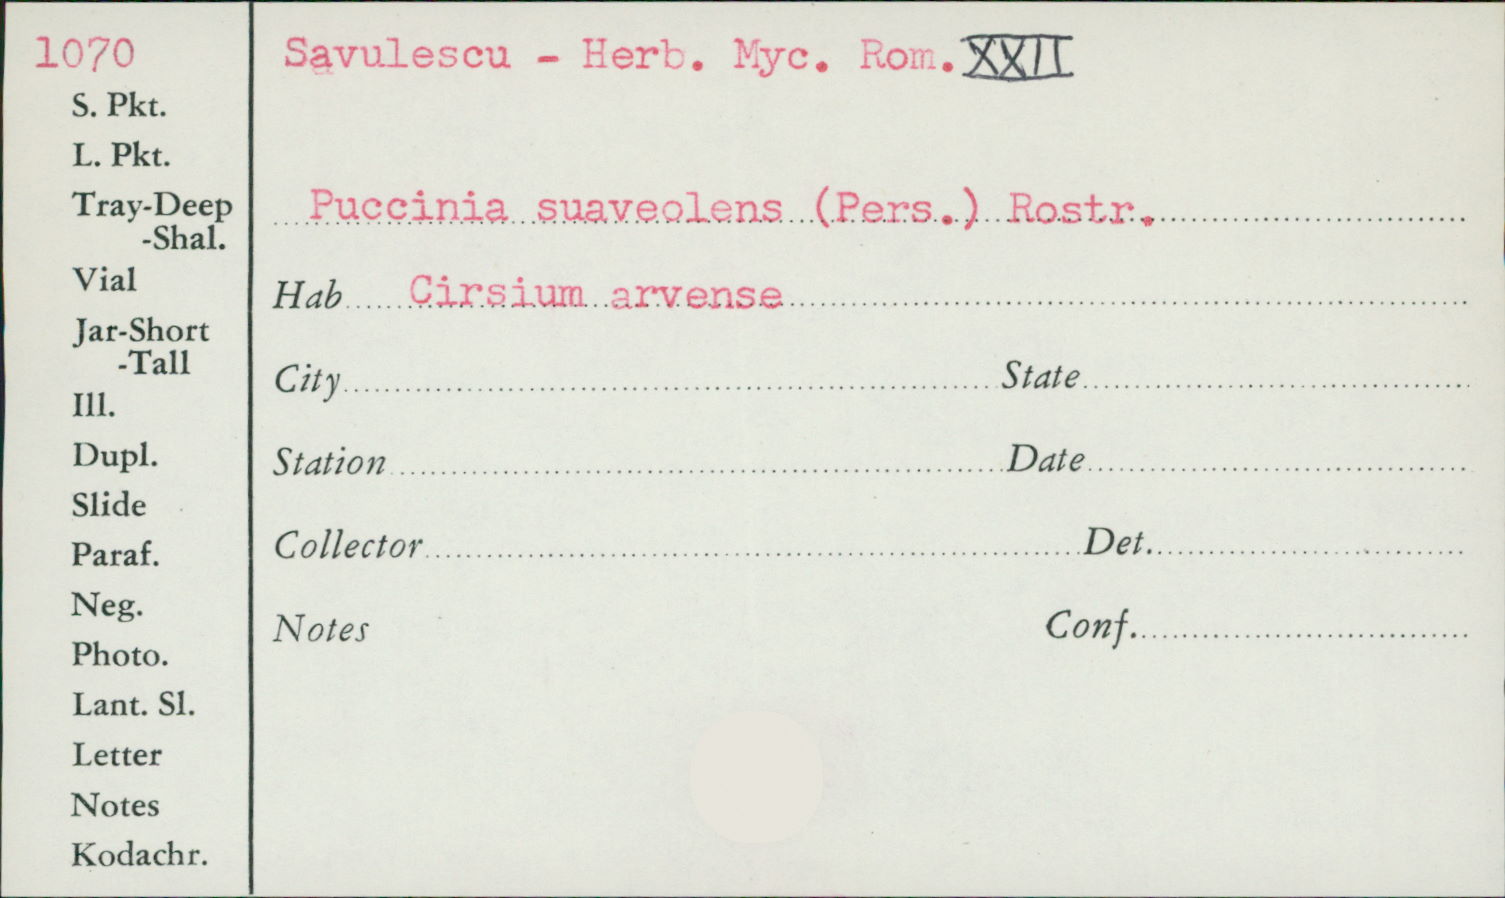 1070
Savulescu - Herb. Myc. Rom. XXII
S. Pkt.
L. Pkt.
Tray-Deep
-Shal.
Vial
Jar-Short
-Tall
Ill.
Dupl.
Slide
Paraf.
Neg.
Photo.
Lant. Sl.
Letter
Notes
Kodachr.
Puccinia suaveolens (Pers.) Rostr.
Hab Cirsium arvense
City State
Station Date
Collector Det.
Notes Conf.